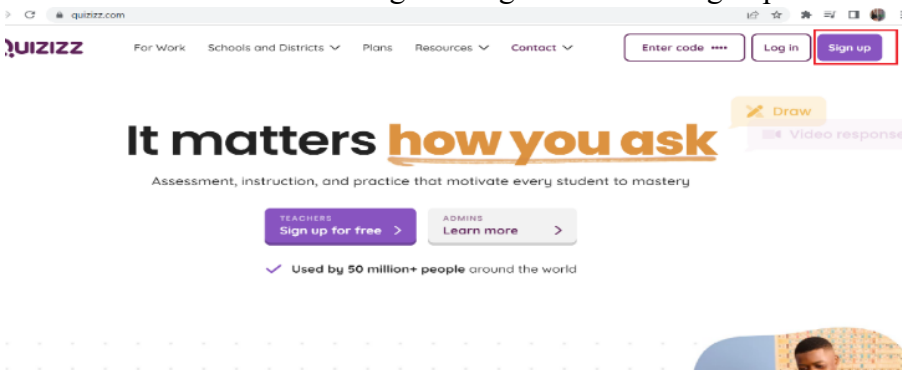 quizizz.com
QUIZIZZ For Work Schools and Districts Plans Resources Contact Enter code •••• Log in Sign up
Draw
Video response
It matters how you ask
Assessment, instruction, and practice that motivate every student to mastery
TEACHERS
Sign up for free >
ADMINS
Learn more >
Used by 50 million+ people around the world